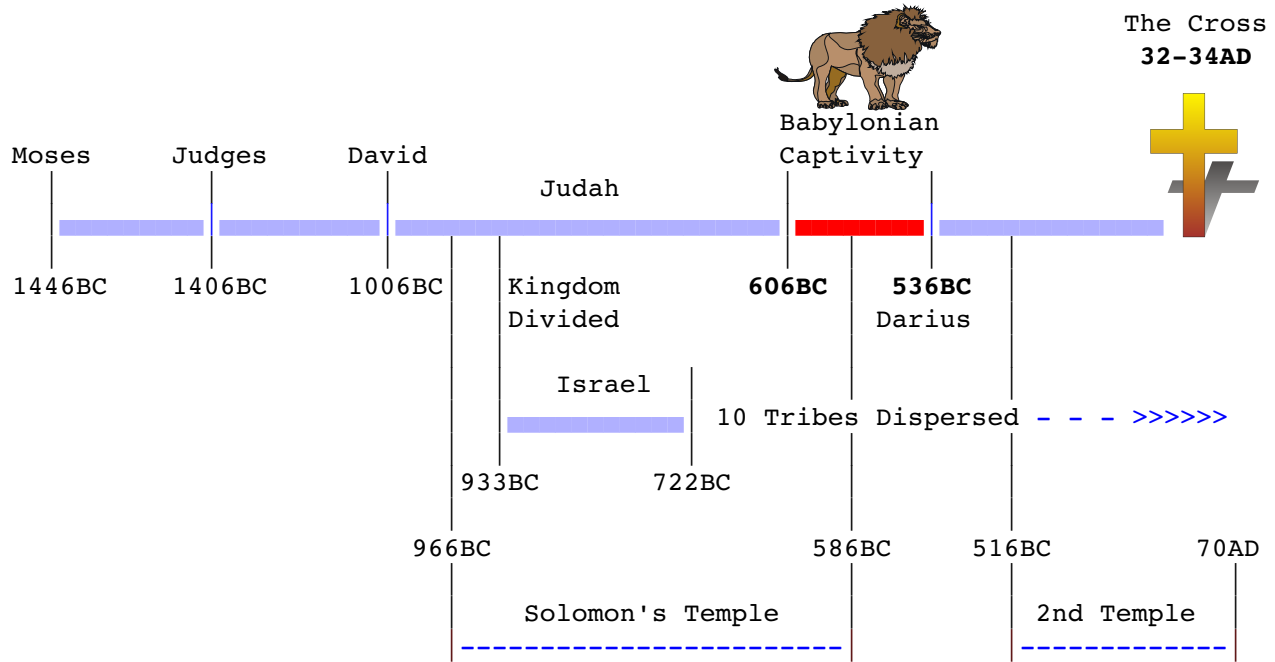 The Cross
32-34AD
Babylonian
Moses Judges David Captivity
Judah
1446BC 1406BC 1006BC Kingdom 606BC 536BC
Divided Darius
Israel
10 Tribes Dispersed - - - >>>>>>
933BC 722BC
966BC 586BC 516BC 70AD
Solomon's Temple 2nd Temple